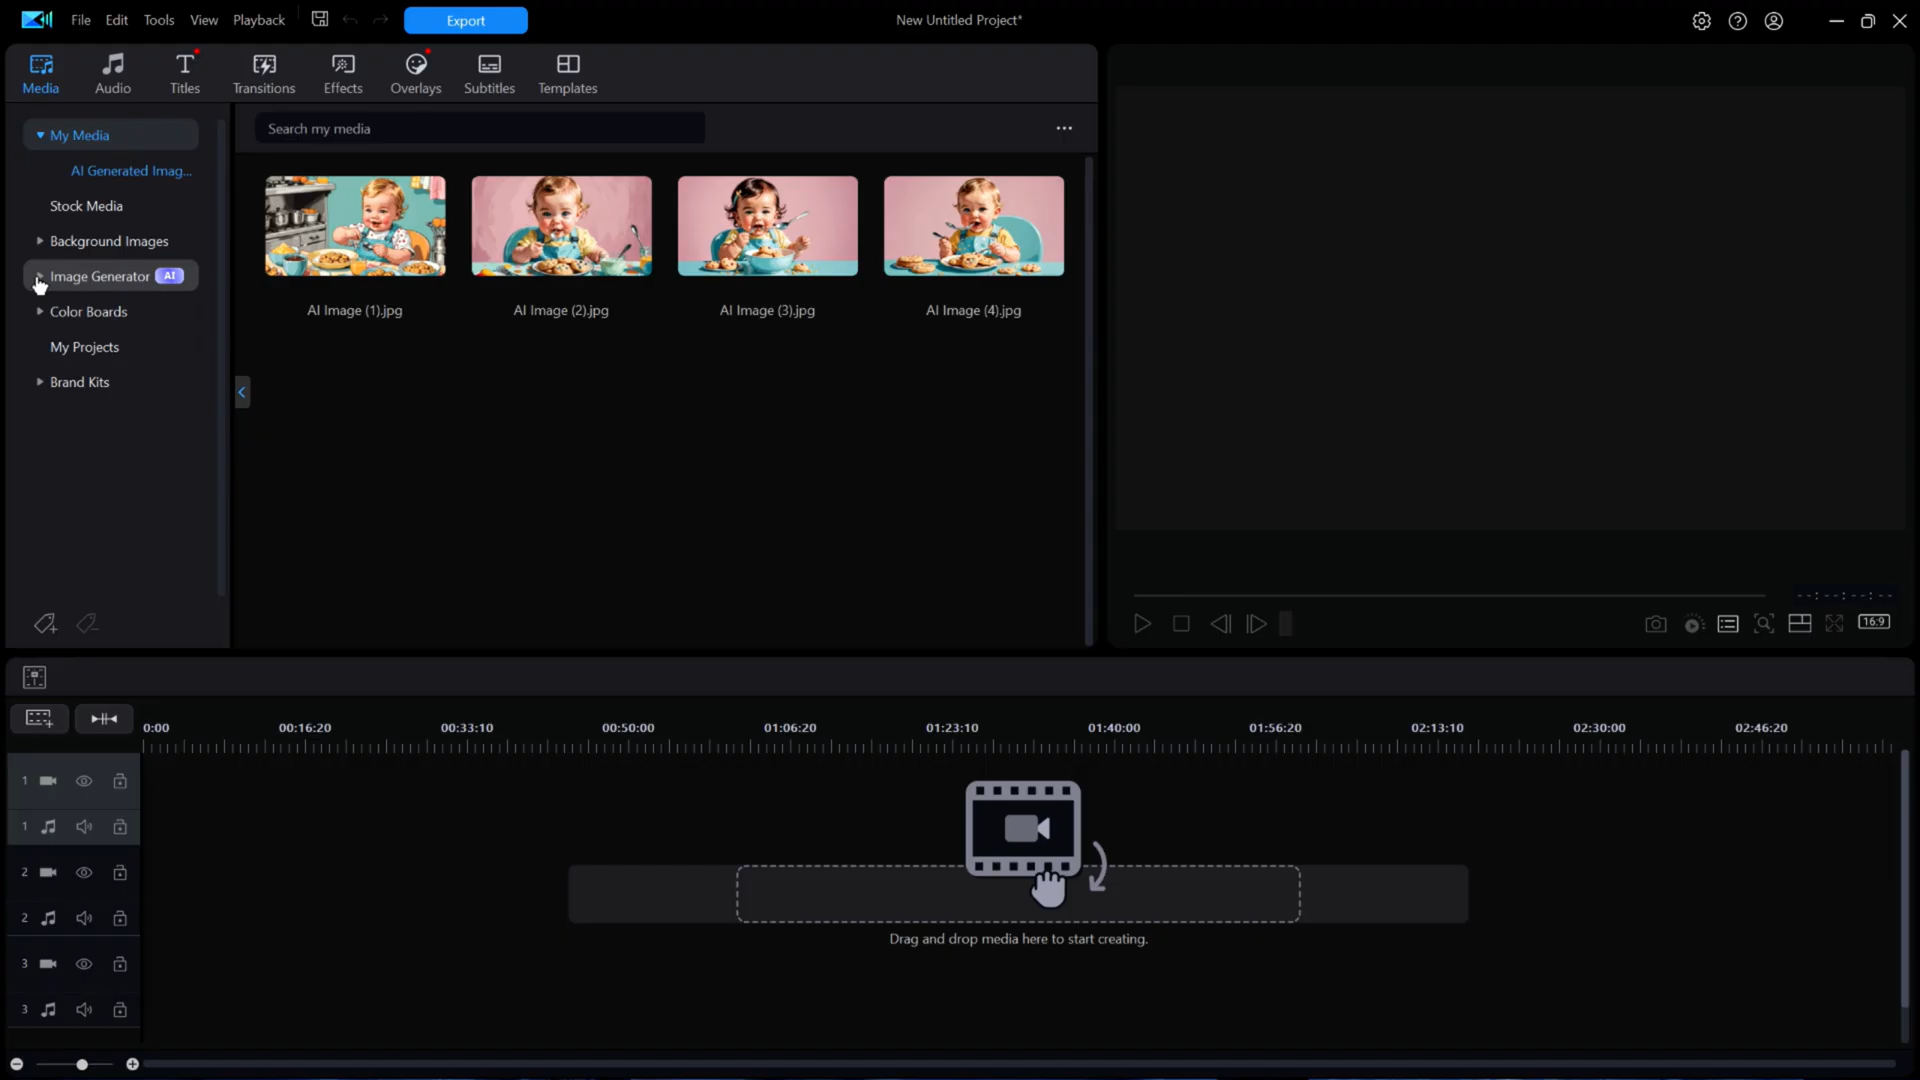 File Edit Tools View Playback Export New Untitled Project*
Media Audio Titles Transitions Effects Overlays Subtitles Templates
My Media
AI Generated Imag...
Stock Media
Background Images
Image Generator AI
Color Boards
My Projects
Brand Kits
Search my media
AI Image (1).jpg AI Image (2).jpg AI Image (3).jpg AI Image (4).jpg
--:--:--:--
16:9
0:00 00:16:20 00:33:10 00:50:00 01:06:20 01:23:10 01:40:00 01:56:20 02:13:10 02:30:00 02:46:20
1
1
2
2
3
3
Drag and drop media here to start creating.